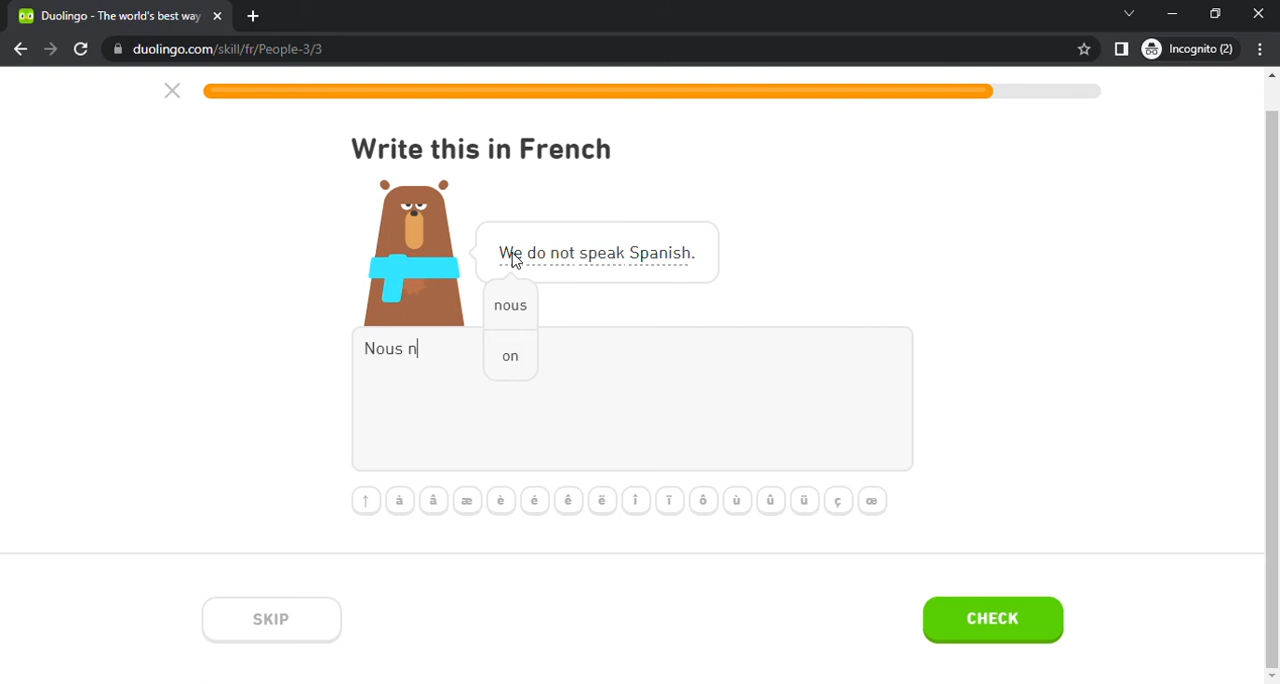 Duolingo - The world's best way
duolingo.com/skill/fr/People-3/3
Incognito (2)
Write this in French
We do not speak Spanish.
nous
on
Nous n
↑ à â æ è é ê ë î ï ô ù û ü ç œ
SKIP
CHECK